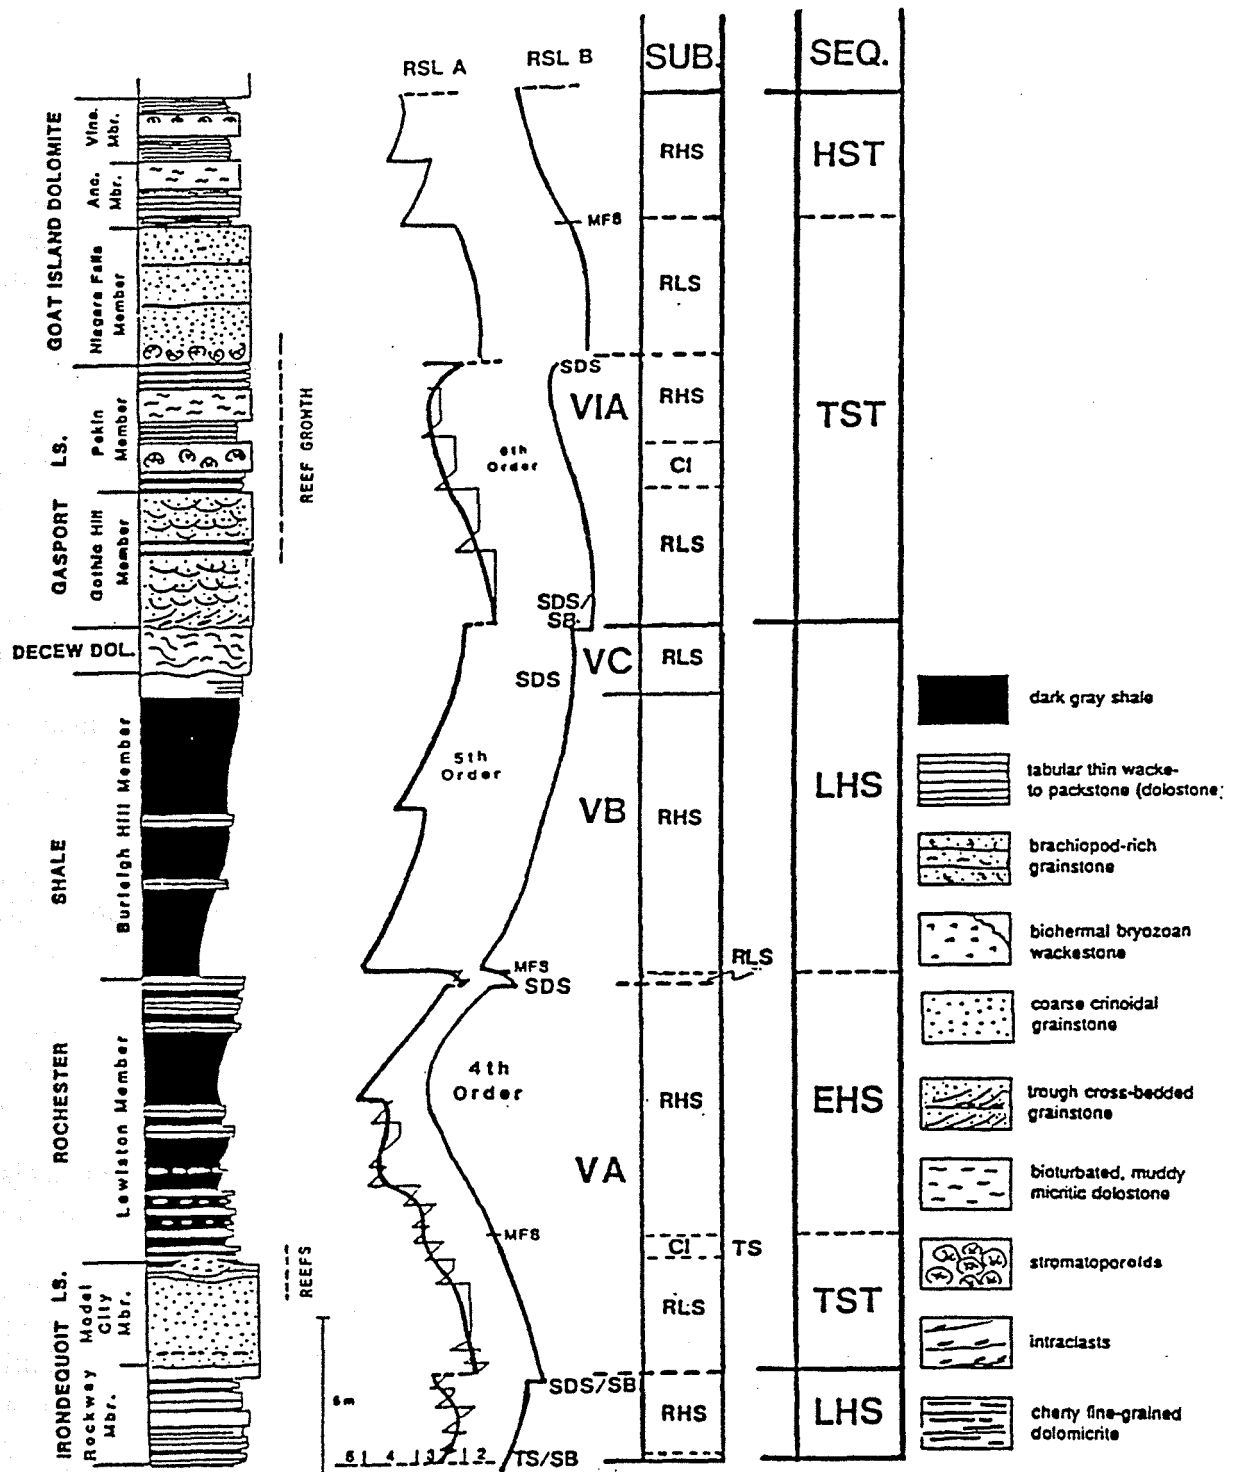 RSL A
RSL B
SUB.
SEQ.
GOAT ISLAND DOLOMITE
Vine.
Mbr.
Anc.
Mbr.
Niagara Falls
Member
GASPORT LS.
Pekin
Member
Gothic Hill
Member
DECEW DOL.
SHALE
Burleigh Hill Member
ROCHESTER
Lewiston Member
IRONDEQUOIT LS.
Model
City
Mbr.
Rockway
Mbr.
REEF GROWTH
REEFS
5m
5 4 3 2
6th
Order
5th
Order
4th
Order
MFS
SDS
VIA
SDS/
SB
VC
SDS
VB
MFS
SDS
VA
MFS
SDS/SB
TS/SB
RHS
RLS
RHS
CI
RLS
RLS
RHS
RLS
RHS
CI
TS
RLS
RHS
HST
TST
LHS
EHS
TST
LHS
dark gray shale
tabular thin wacke-
to packstone (dolostone;
brachiopod-rich
grainstone
biohermal bryozoan
wackestone
coarse crinoidal
grainstone
trough cross-bedded
grainstone
bioturbated, muddy
micritic dolostone
stromatoporoids
intraclasts
cherty fine-grained
dolomicrite